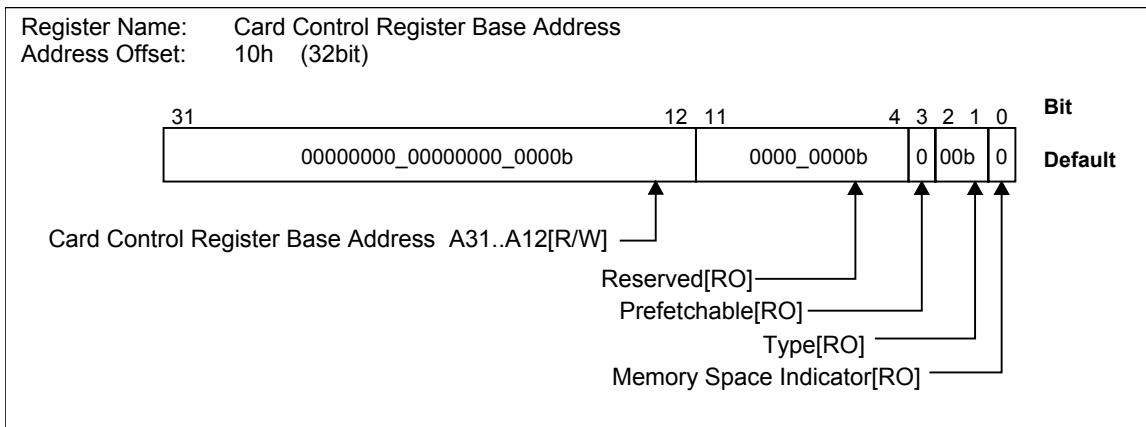 Register Name: Card Control Register Base Address
Address Offset: 10h (32bit)
31 12 11 4 3 2 1 0 Bit
00000000_00000000_0000b 0000_0000b 0 00b 0 Default
Card Control Register Base Address A31..A12[R/W]
Reserved[RO]
Prefetchable[RO]
Type[RO]
Memory Space Indicator[RO]